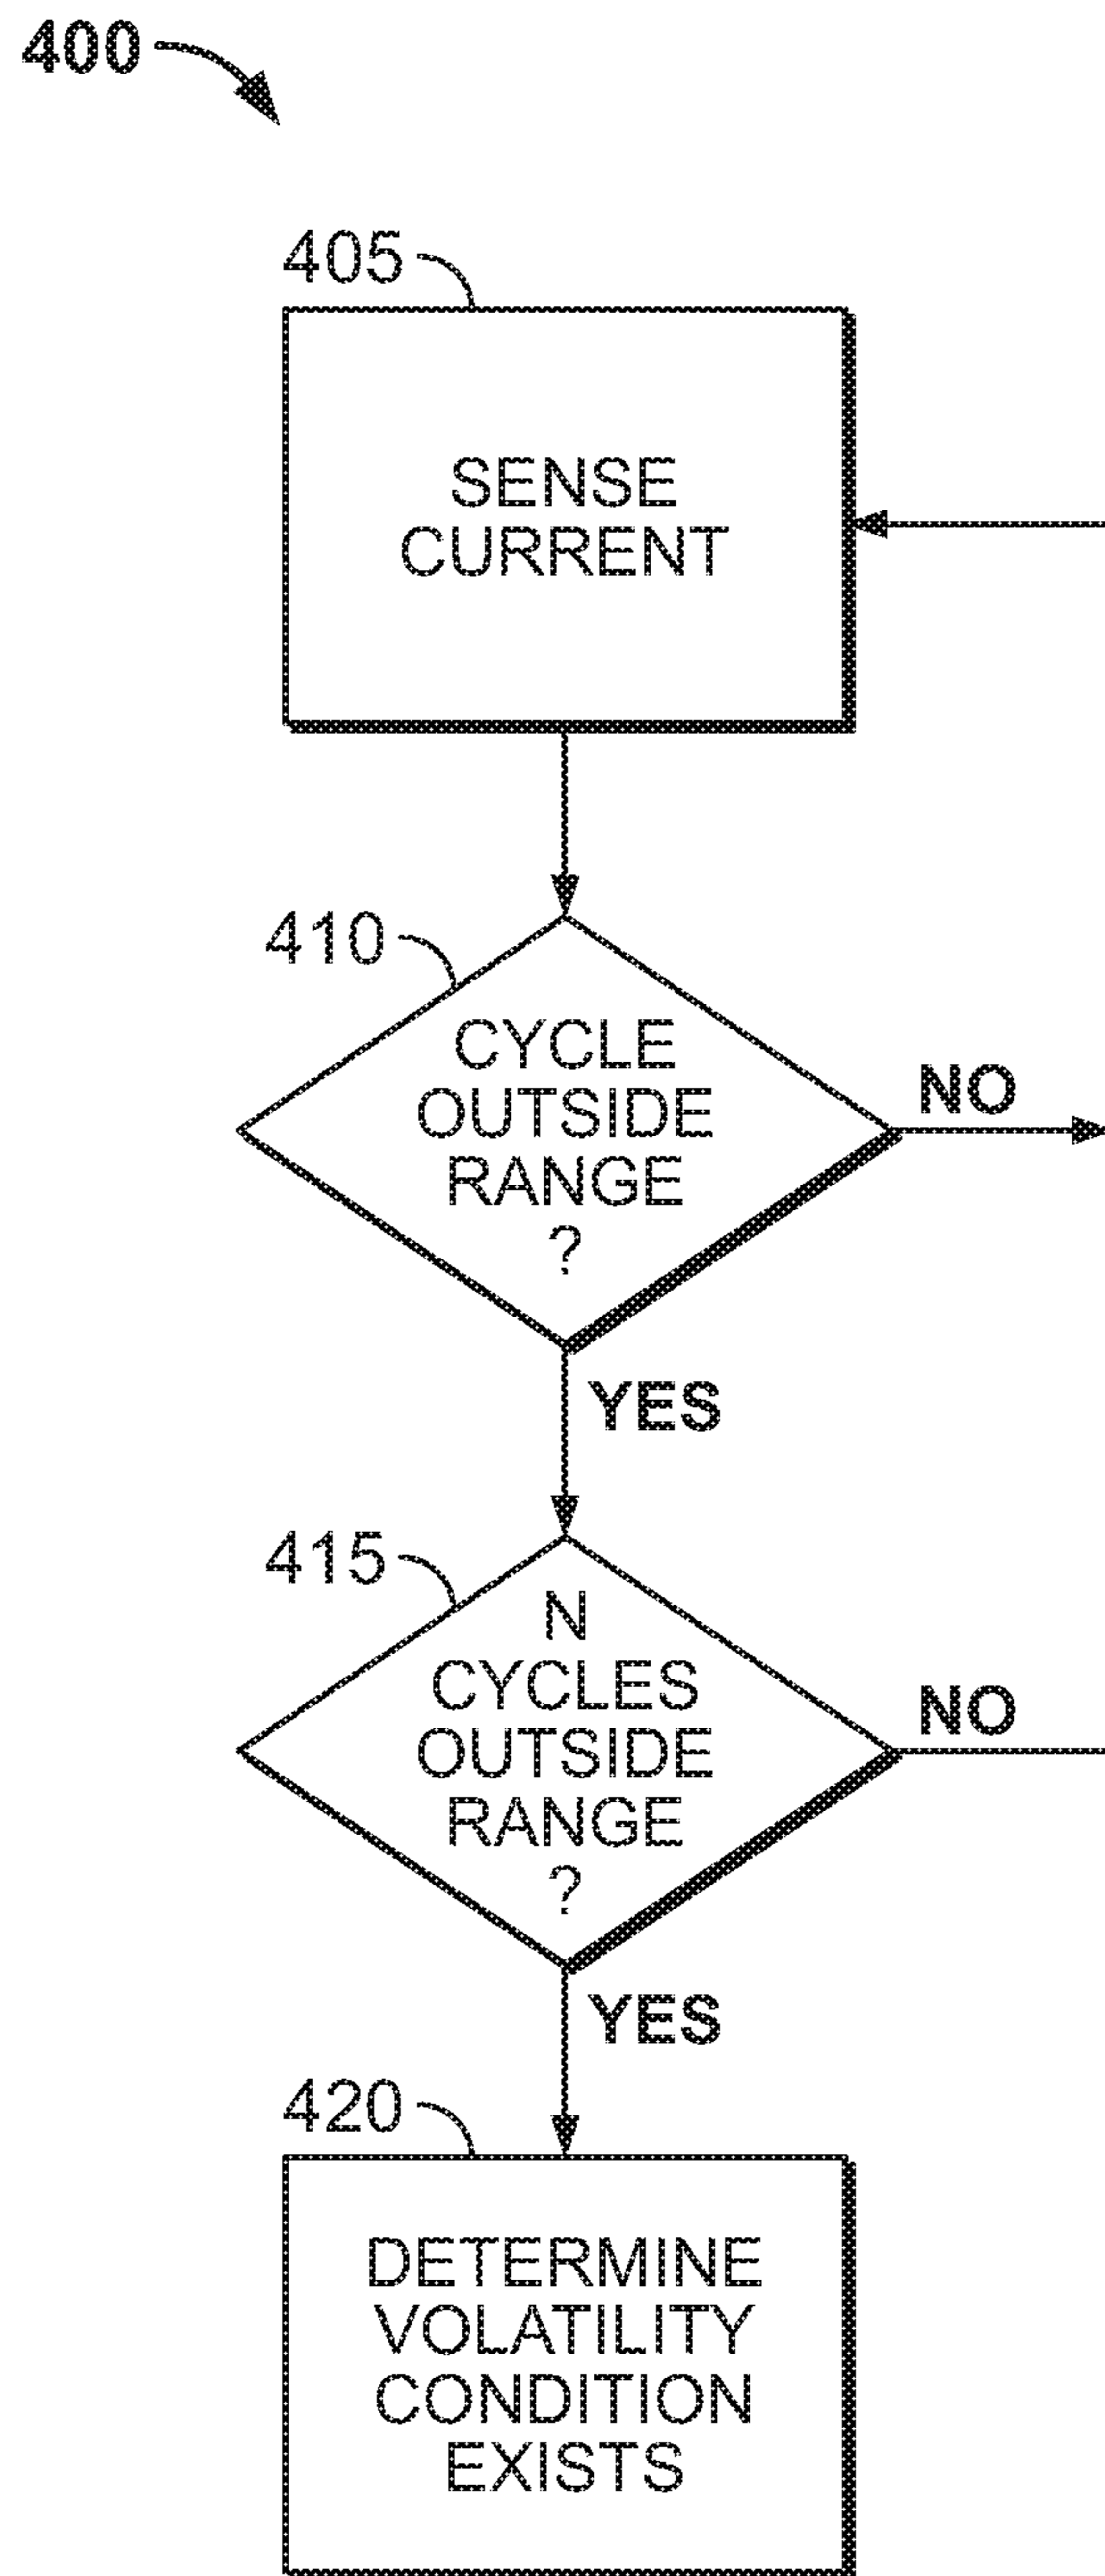 400
405
SENSE
CURRENT
410
CYCLE
OUTSIDE
RANGE
?
NO
YES
415
N
CYCLES
OUTSIDE
RANGE
?
NO
YES
420
DETERMINE
VOLATILITY
CONDITION
EXISTS